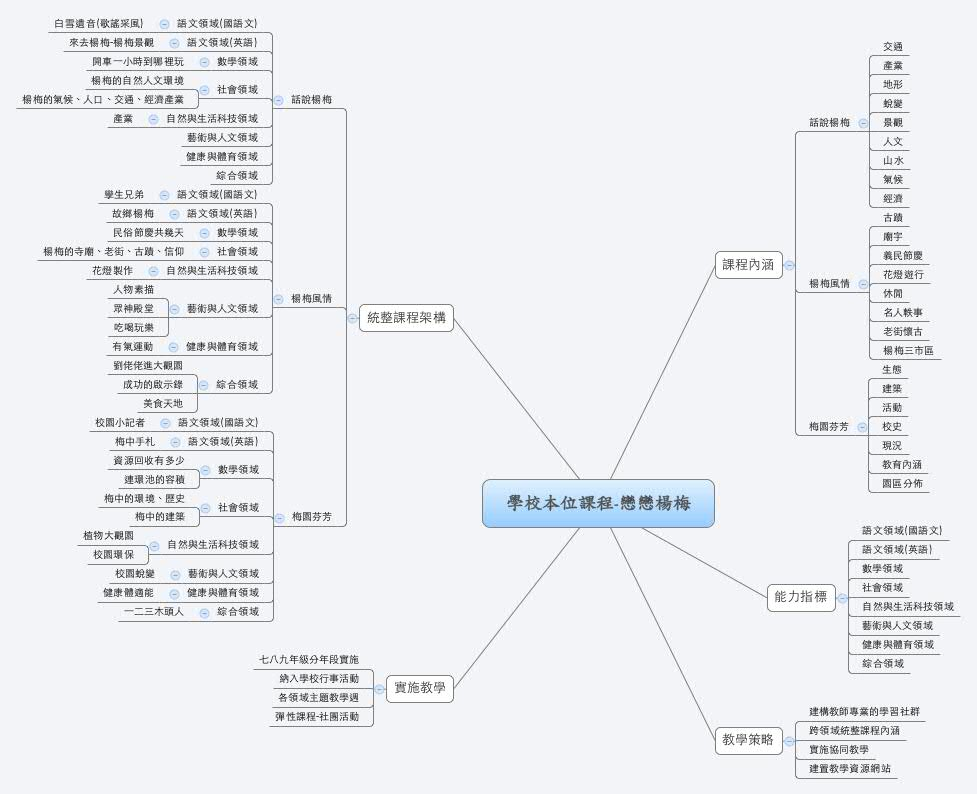 學校本位課程-戀戀楊梅
課程內涵
話說楊梅
交通
產業
地形
蛻變
景觀
人文
山水
氣候
經濟
楊梅風情
古蹟
廟宇
義民節慶
花燈遊行
休閒
名人軼事
老街懷古
楊梅三市區
梅園芬芳
生態
建築
活動
校史
現況
教育內涵
園區分佈
能力指標
語文領域(國語文)
語文領域(英語)
數學領域
社會領域
自然與生活科技領域
藝術與人文領域
健康與體育領域
綜合領域
教學策略
建構教師專業的學習社群
跨領域統整課程內涵
實施協同教學
建置教學資源網站
統整課程架構
話說楊梅
語文領域(國語文)
白雪遺音(歌謠采風)
語文領域(英語)
來去楊梅-楊梅景觀
數學領域
開車一小時到哪裡玩
社會領域
楊梅的自然人文環境
楊梅的氣候、人口、交通、經濟產業
自然與生活科技領域
產業
藝術與人文領域
健康與體育領域
綜合領域
楊梅風情
語文領域(國語文)
孿生兄弟
語文領域(英語)
故鄉楊梅
數學領域
民俗節慶共幾天
社會領域
楊梅的寺廟、老街、古蹟、信仰
自然與生活科技領域
花燈製作
藝術與人文領域
人物素描
眾神殿堂
吃喝玩樂
健康與體育領域
有氧運動
綜合領域
劉佬佬進大觀園
成功的啟示錄
美食天地
梅園芬芳
語文領域(國語文)
校園小記者
語文領域(英語)
梅中手札
數學領域
資源回收有多少
連環池的容積
社會領域
梅中的環境、歷史
梅中的建築
自然與生活科技領域
植物大觀園
校園環保
藝術與人文領域
校園蛻變
健康與體育領域
健康體適能
綜合領域
一二三木頭人
實施教學
七八九年級分年段實施
納入學校行事活動
各領域主題教學週
彈性課程-社團活動